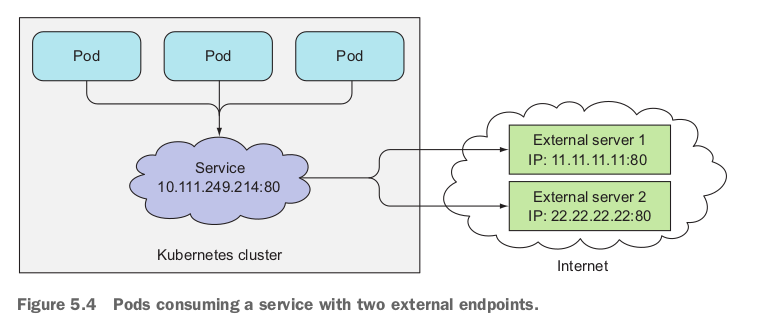 Pod
Pod
Pod
Service
10.111.249.214:80
External server 1
IP: 11.11.11.11:80
External server 2
IP: 22.22.22.22:80
Kubernetes cluster
Internet
Figure 5.4 Pods consuming a service with two external endpoints.